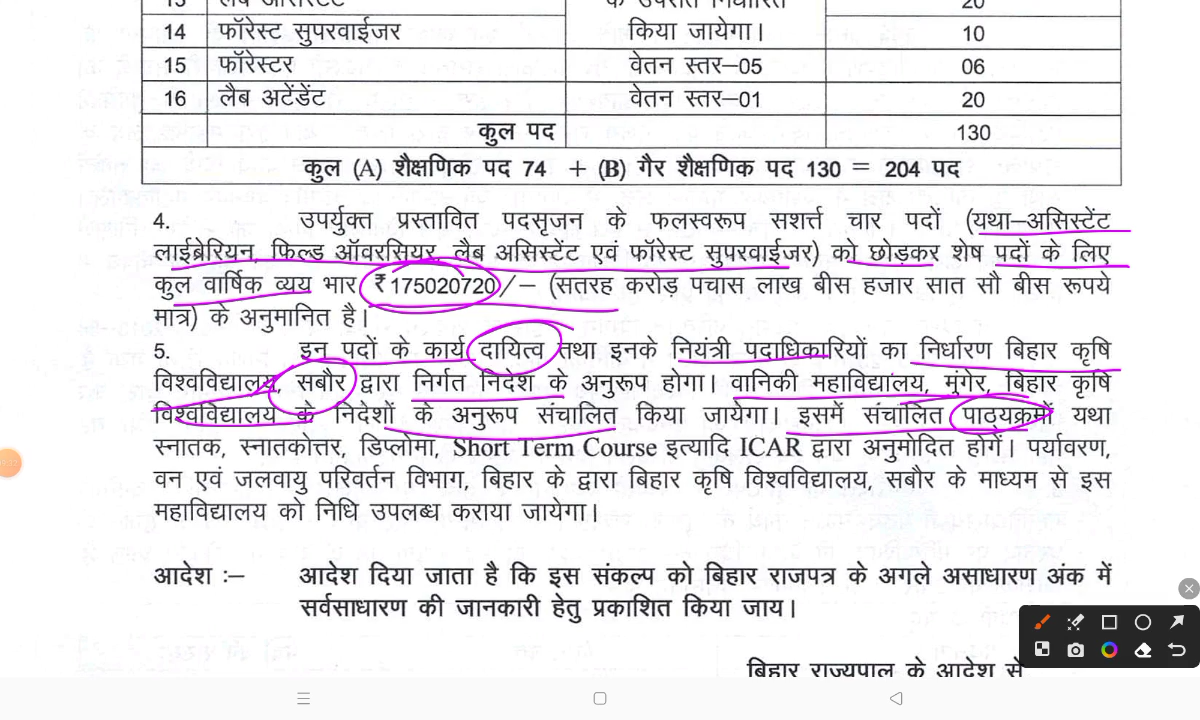 13 लैब असिस्टेंट के उपरांत निर्धारित 20
14 फॉरेस्ट सुपरवाईजर किया जायेगा। 10
15 फॉरेस्टर वेतन स्तर–05 06
16 लैब अटेंडेंट वेतन स्तर–01 20
कुल पद 130
कुल (A) शैक्षणिक पद 74 + (B) गैर शैक्षणिक पद 130 = 204 पद
4 उपर्युक्त प्रस्तावित पदसृजन के फलस्वरूप सशर्त्त चार पदों (यथा–असिस्टेंट
लाईब्रेरियन, फिल्ड ऑवरसियर, लैब असिस्टेंट एवं फॉरेस्ट सुपरवाईजर) को छोड़कर शेष पदों के लिए
कुल वार्षिक व्यय भार ₹175020720/– (सतरह करोड़ पचास लाख बीस हजार सात सौ बीस रूपये
मात्र) के अनुमानित है।
5. इन पदों के कार्य दायित्व तथा इनके नियंत्री पदाधिकारियों का निर्धारण बिहार कृषि
विश्वविद्यालय, सबौर द्वारा निर्गत निदेश के अनुरूप होगा। वानिकी महाविद्यालय, मुंगेर, बिहार कृषि
विश्वविद्यालय के निदेशों के अनुरूप संचालित किया जायेगा। इसमें संचालित पाठ्यक्रमों यथा
स्नातक, स्नातकोत्तर, डिप्लोमा, Short Term Course इत्यादि ICAR द्वारा अनुमोदित होगें। पर्यावरण,
वन एवं जलवायु परिवर्तन विभाग, बिहार के द्वारा बिहार कृषि विश्वविद्यालय, सबौर के माध्यम से इस
महाविद्यालय को निधि उपलब्ध कराया जायेगा।
आदेश :– आदेश दिया जाता है कि इस संकल्प को बिहार राजपत्र के अगले असाधारण अंक में
सर्वसाधारण की जानकारी हेतु प्रकाशित किया जाय।
बिहार राज्यपाल के आदेश से